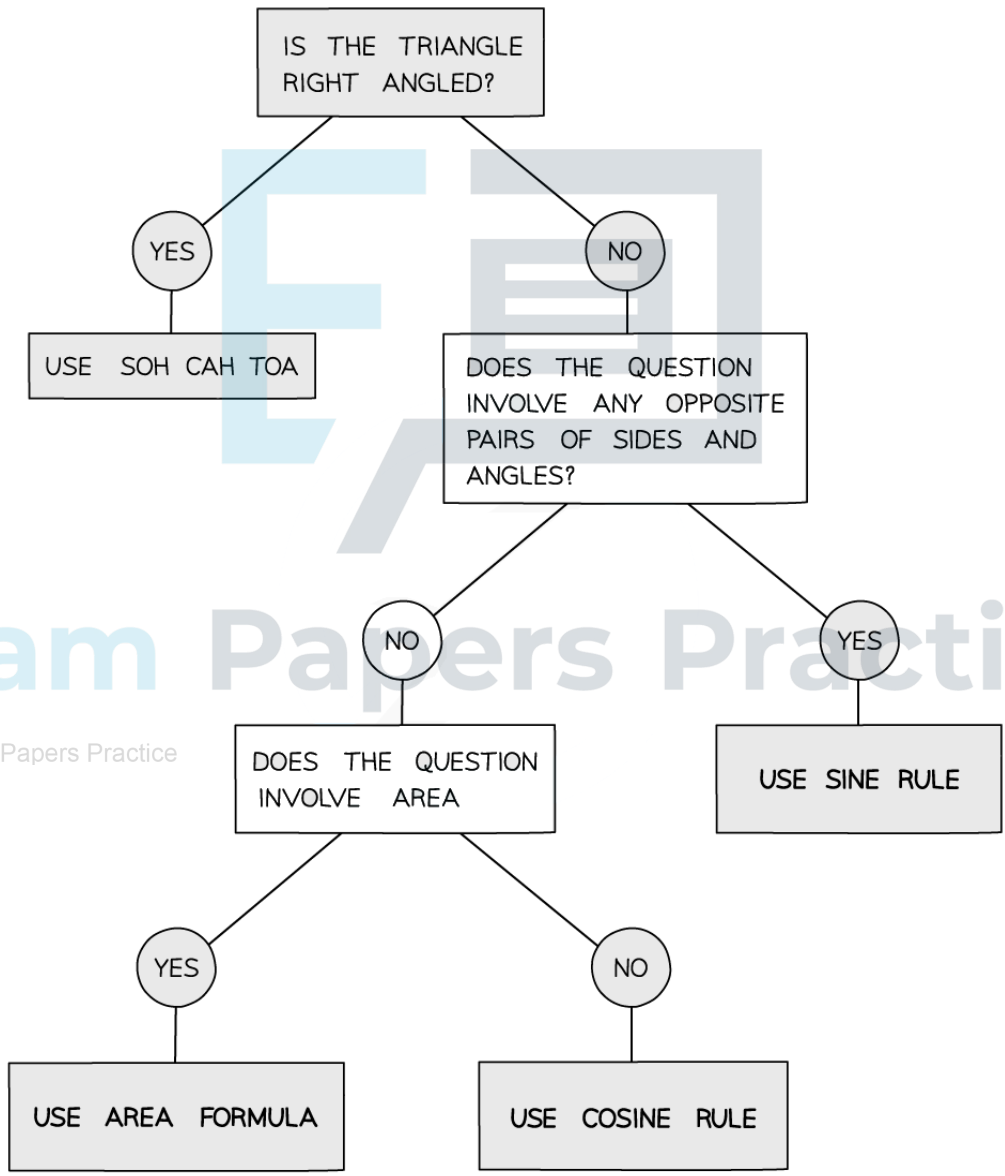 IS THE TRIANGLE
RIGHT ANGLED?
YES
NO
USE SOH CAH TOA
DOES THE QUESTION
INVOLVE ANY OPPOSITE
PAIRS OF SIDES AND
ANGLES?
NO
YES
am Papers Practi
Papers Practice
DOES THE QUESTION
INVOLVE AREA
USE SINE RULE
YES
NO
USE AREA FORMULA
USE COSINE RULE